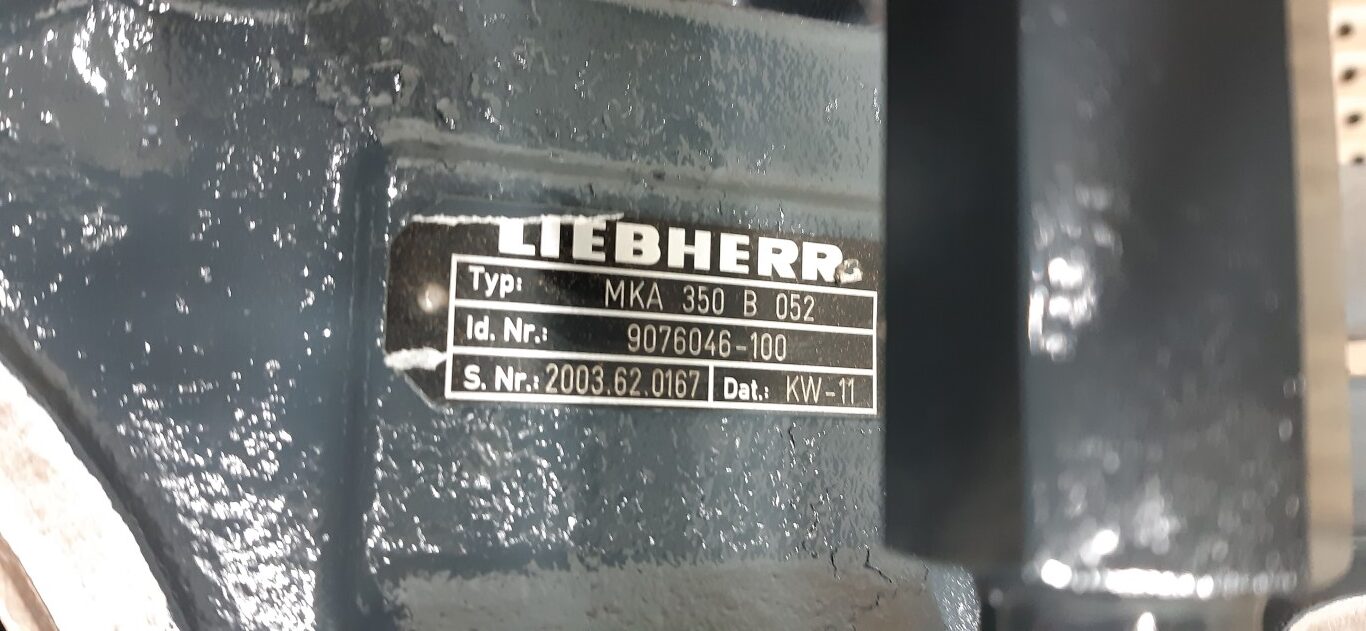 LIEBHERR
Typ: MKA 350 B 052
Id. Nr.: 9076046-100
S. Nr.: 2003.62.0167 Dat.: KW-11